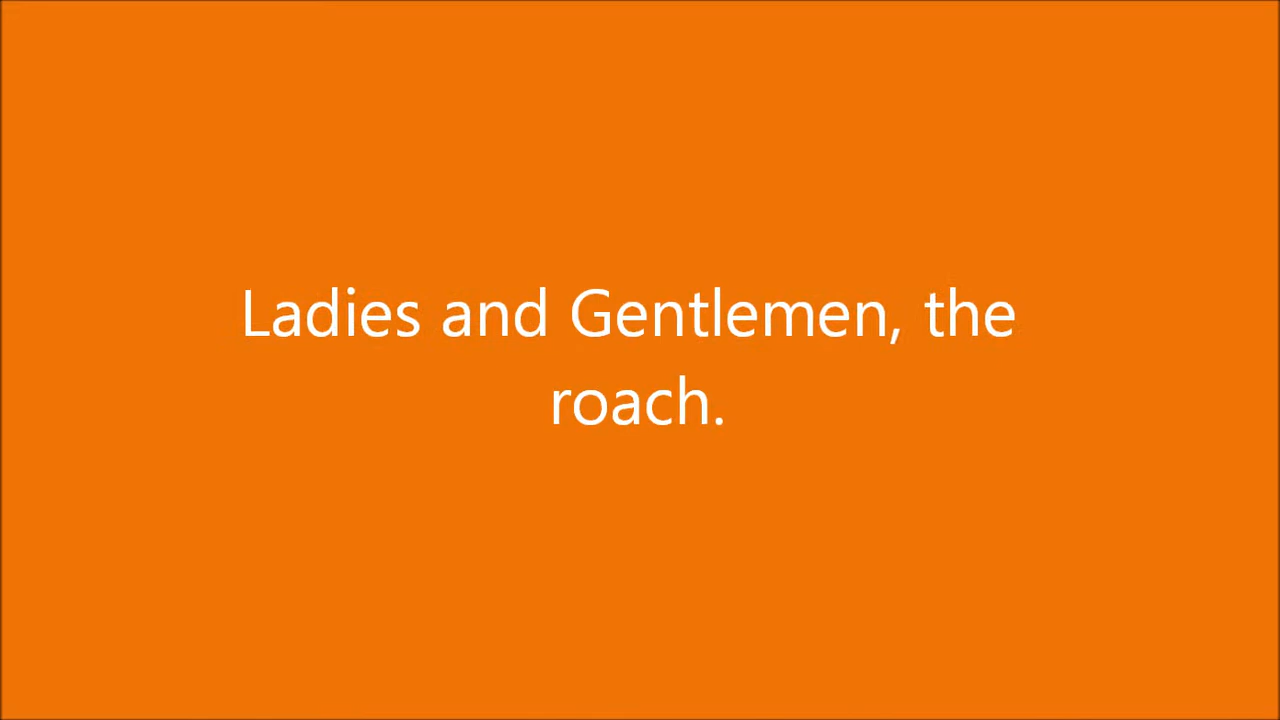 Ladies and Gentlemen, the
roach.